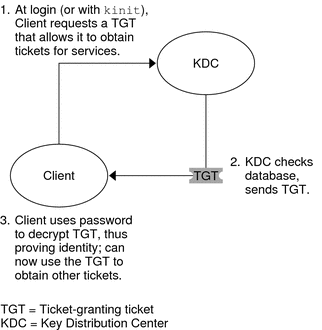 1. At login (or with kinit),
Client requests a TGT
that allows it to obtain
tickets for services.
KDC
Client
TGT
2. KDC checks
database,
sends TGT.
3. Client uses password
to decrypt TGT, thus
proving identity; can
now use the TGT to
obtain other tickets.
TGT = Ticket-granting ticket
KDC = Key Distribution Center